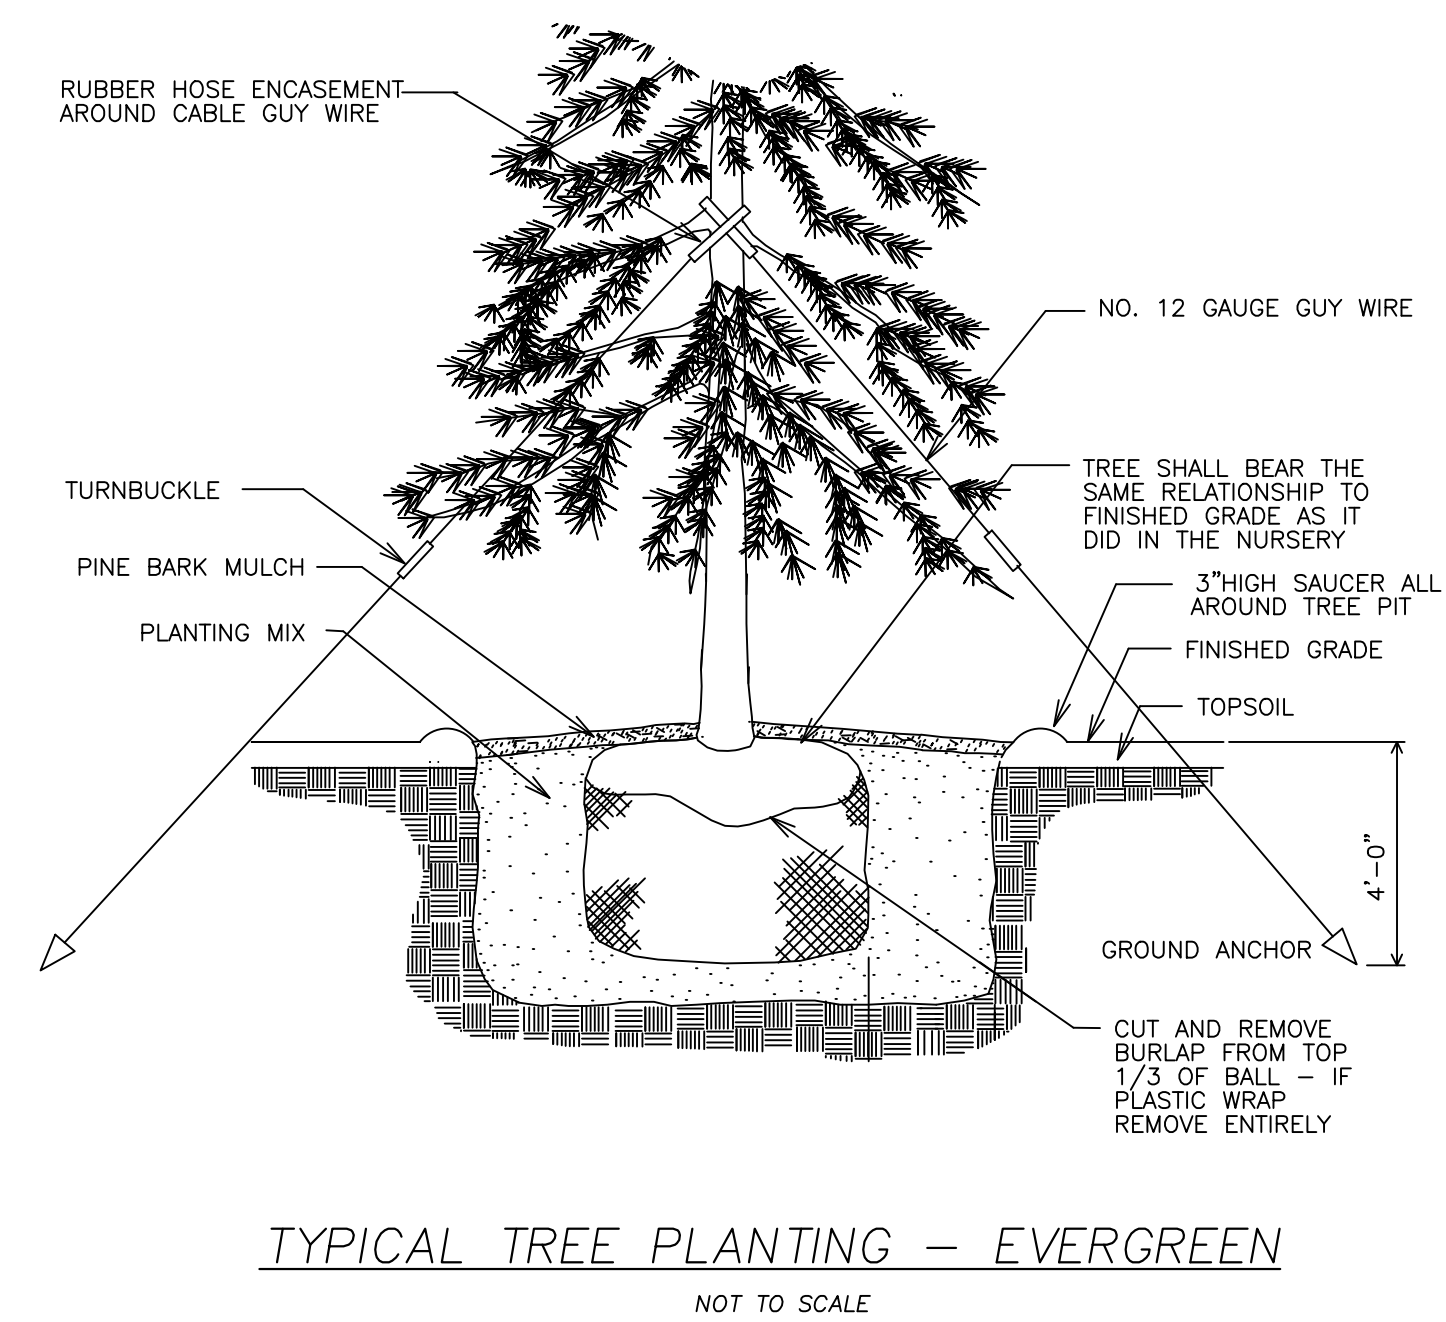 RUBBER HOSE ENCASEMENT
AROUND CABLE GUY WIRE
NO. 12 GAUGE GUY WIRE
TREE SHALL BEAR THE
SAME RELATIONSHIP TO
FINISHED GRADE AS IT
DID IN THE NURSERY
TURNBUCKLE
PINE BARK MULCH
3"HIGH SAUCER ALL
AROUND TREE PIT
PLANTING MIX
FINISHED GRADE
TOPSOIL
4'-0"
GROUND ANCHOR
CUT AND REMOVE
BURLAP FROM TOP
1/3 OF BALL - IF
PLASTIC WRAP
REMOVE ENTIRELY
TYPICAL TREE PLANTING - EVERGREEN
NOT TO SCALE